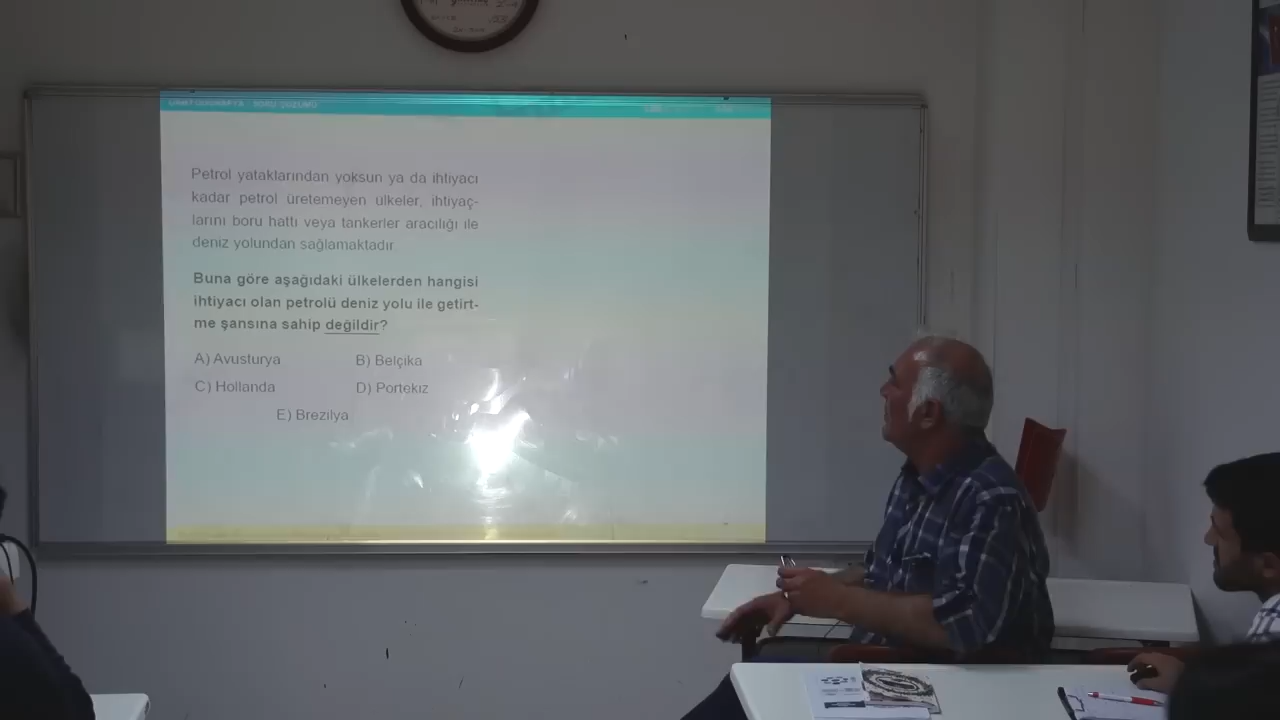 Petrol yataklarından yoksun ya da ihtiyacı
kadar petrol üretemeyen ülkeler, ihtiyaç-
larını boru hattı veya tankerler aracılığı ile
deniz yolundan sağlamaktadır
Buna göre aşağıdaki ülkelerden hangisi
ihtiyacı olan petrolü deniz yolu ile getirt-
me şansına sahip değildir?
A) Avusturya B) Belçika
C) Hollanda D) Portekiz
E) Brezilya